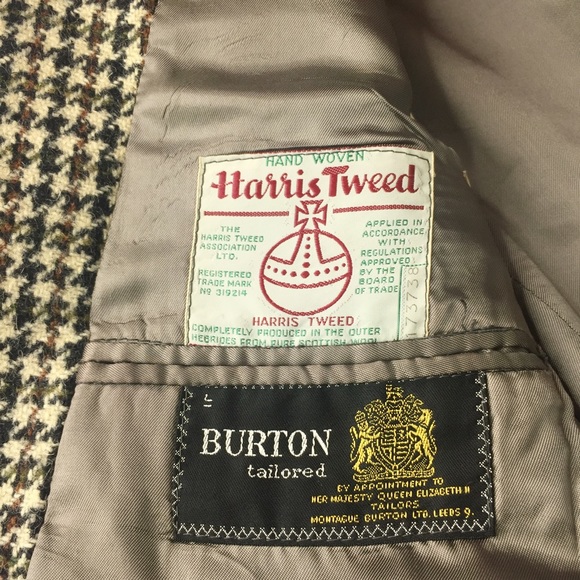 HAND WOVEN
Harris Tweed
THE
HARRIS TWEED
ASSOCIATION
LTD.
REGISTERED
TRADE MARK
Nº 319214
APPLIED IN
ACCORDANCE
WITH
REGULATIONS
APPROVED
BY THE
BOARD
OF TRADE
73738
HARRIS TWEED
COMPLETELY PRODUCED IN THE OUTER
HEBRIDES FROM PURE SCOTTISH WOOL
BURTON
tailored
BY APPOINTMENT TO
HER MAJESTY QUEEN ELIZABETH II
TAILORS
MONTAGUE BURTON LTD. LEEDS 9.